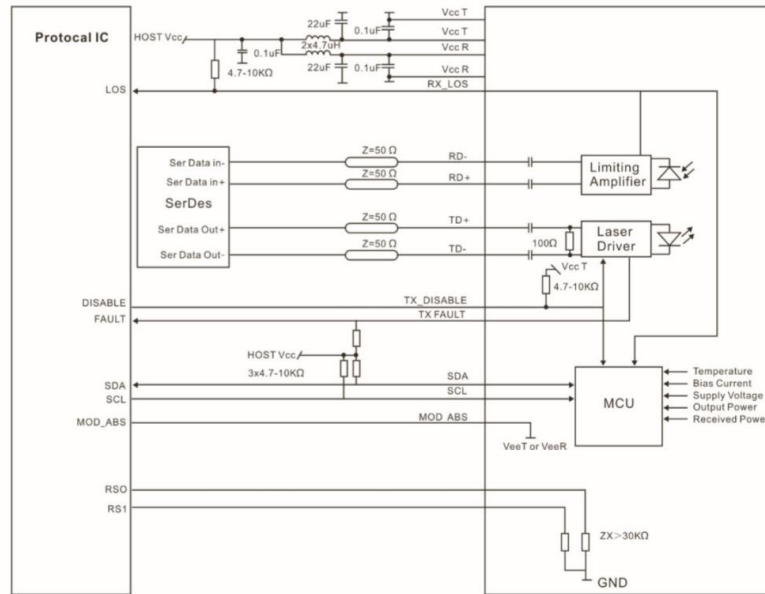 Protocal IC
HOST Vcc
0.1uF
4.7-10KΩ
22uF
2x4.7uH
22uF
0.1uF
0.1uF
Vcc T
Vcc T
Vcc R
Vcc R
LOS
RX_LOS
Ser Data in-
Ser Data in+
SerDes
Ser Data Out+
Ser Data Out-
Z=50 Ω
Z=50 Ω
Z=50 Ω
Z=50 Ω
RD-
RD+
TD+
TD-
Limiting
Amplifier
100Ω
Laser
Driver
Vcc T
4.7-10KΩ
DISABLE
TX_DISABLE
FAULT
TX FAULT
HOST Vcc
3x4.7-10KΩ
SDA
SDA
SCL
SCL
MCU
Temperature
Bias Current
Supply Voltage
Output Power
Received Power
MOD_ABS
MOD ABS
VeeT or VeeR
RSO
RS1
ZX＞30KΩ
GND